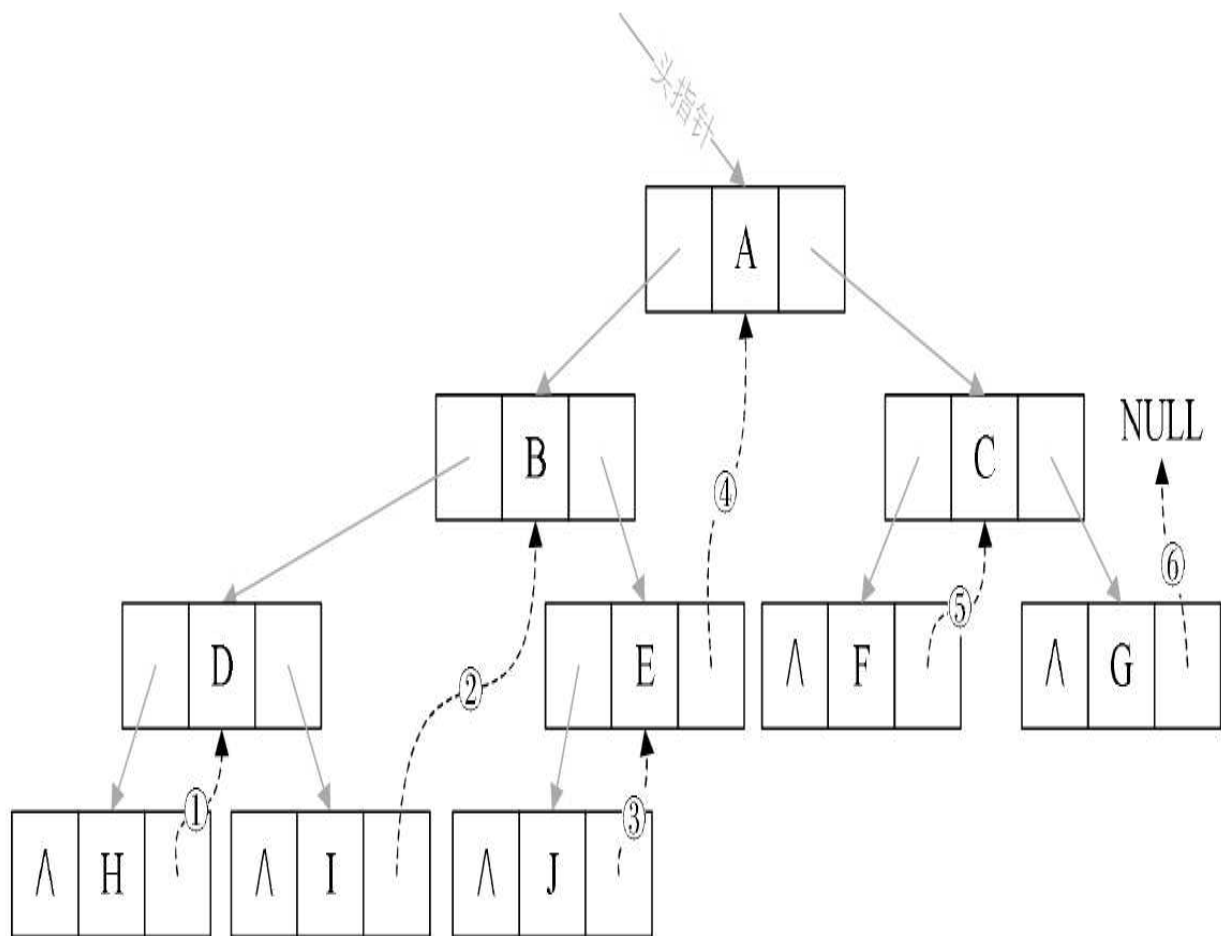 头指针
A
B
C
NULL
④
D
②
E
∧
F
⑤
∧
G
⑥
∧
H
①
∧
I
∧
J
③